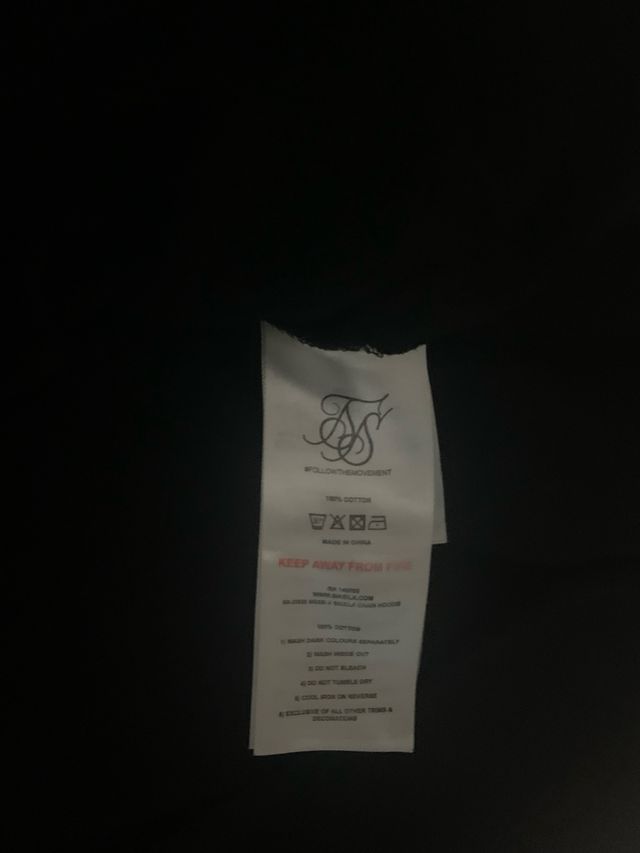 #FOLLOWTHEMOVEMENT
100% COTTON
MADE IN CHINA
KEEP AWAY FROM FIRE
WWW.SIKSILK.COM
100% COTTON
1) WASH DARK COLOURS SEPARATELY
2) WASH INSIDE OUT
3) DO NOT BLEACH
4) DO NOT TUMBLE DRY
5) COOL IRON ON REVERSE
6) EXCLUSIVE OF ALL OTHER TRIMS &
DECORATIONS